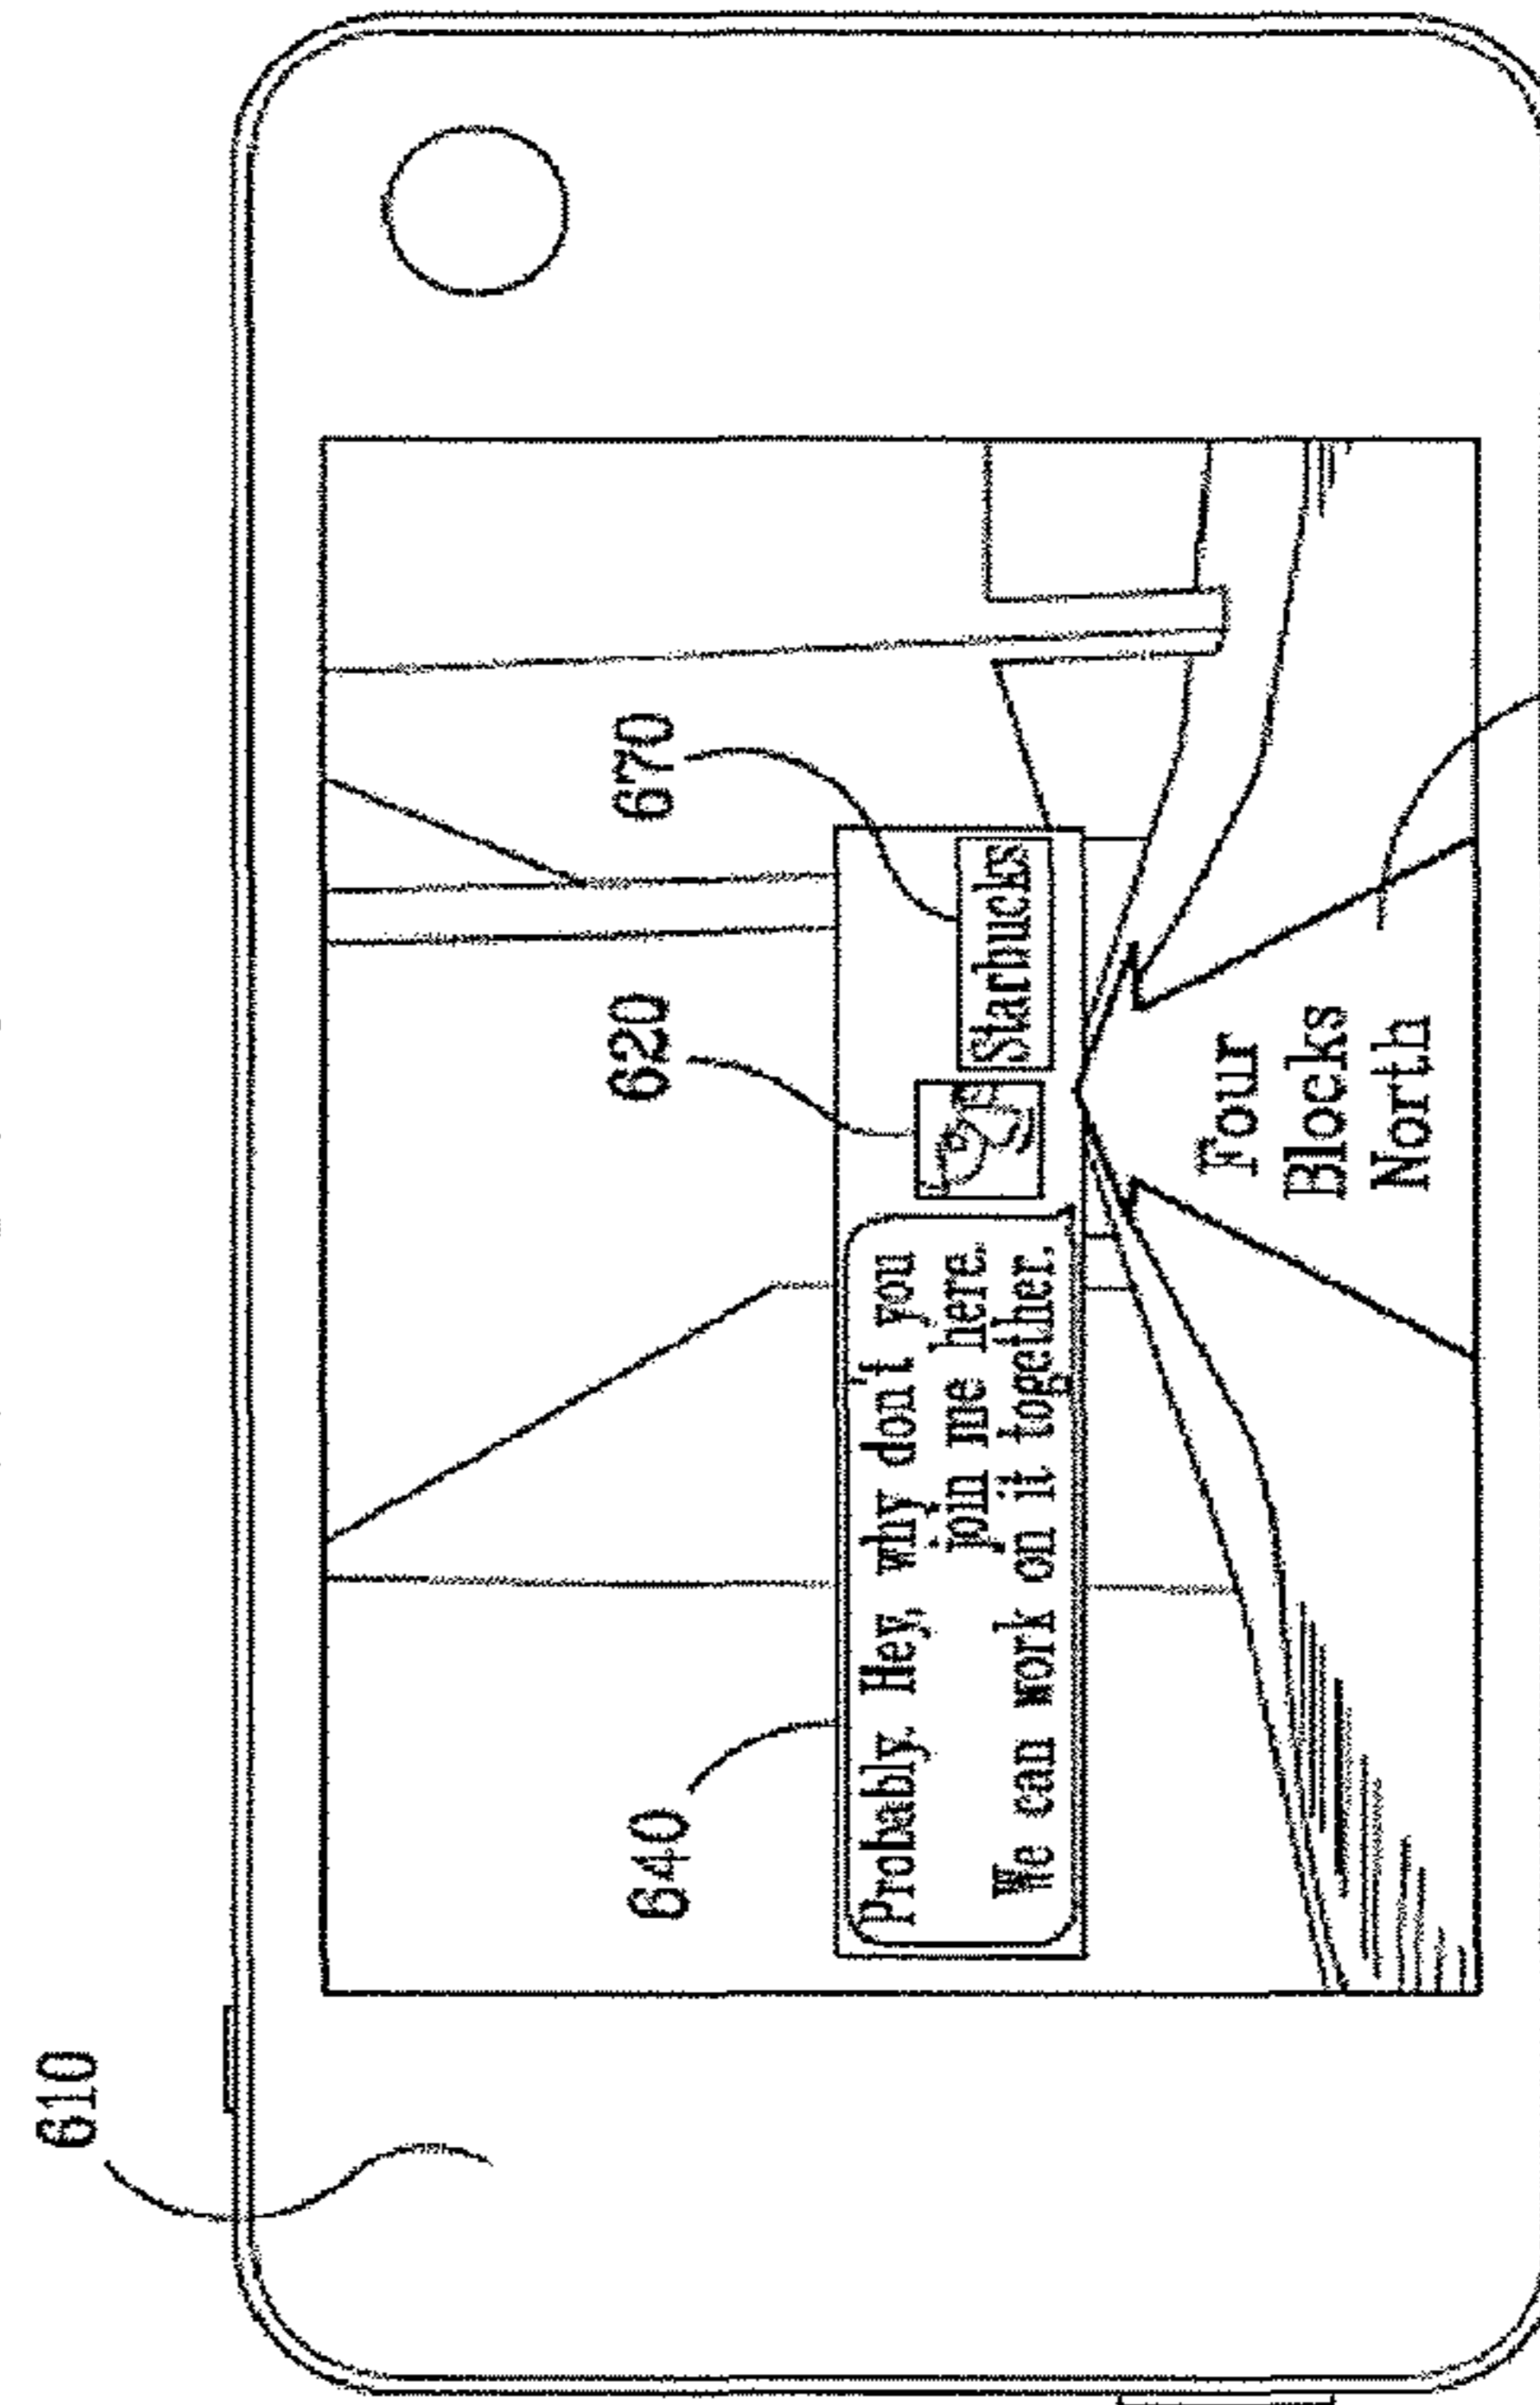 610
640
620
670
Probably. Hey, why don't you
join me here.
We can work on it together.
Starbucks
Four
Blocks
North